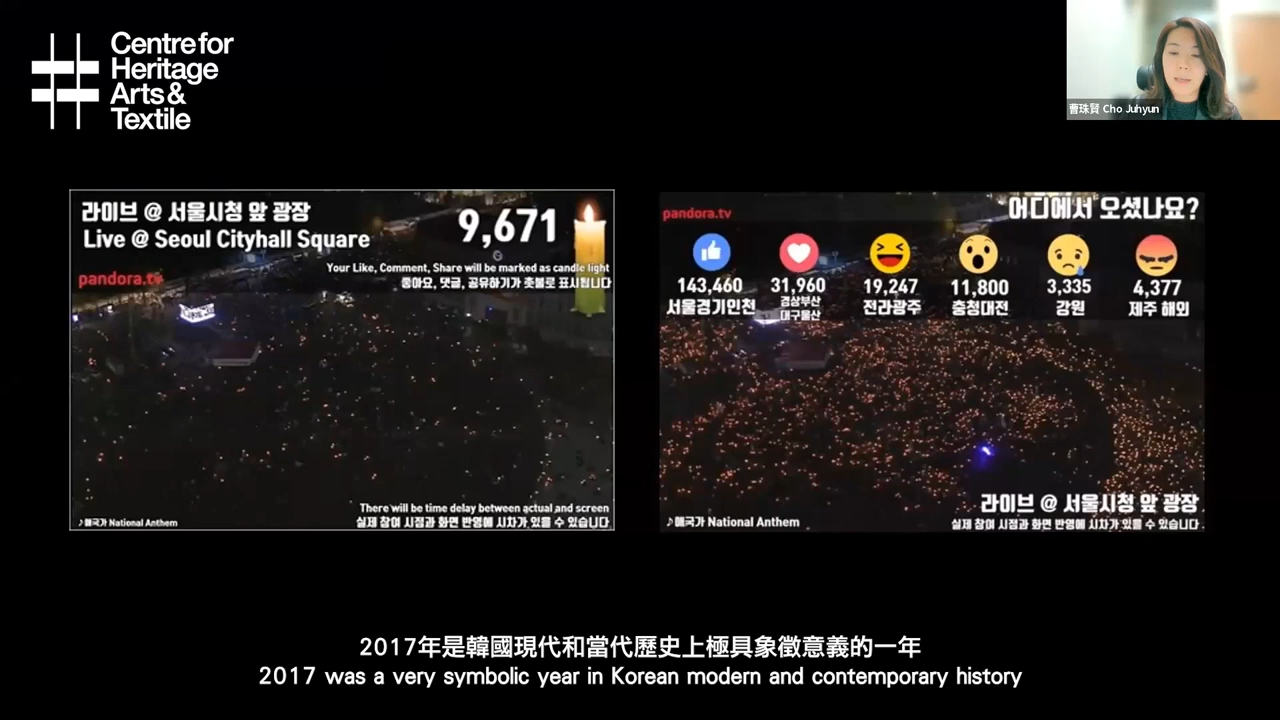 Centre for
Heritage
Arts &
Textile
曹珠賢 Cho Juhyun
라이브 @ 서울시청 앞 광장
Live @ Seoul Cityhall Square
9,671
pandora.tv
Your Like, Comment, Share will be marked as candle light
좋아요, 댓글, 공유하기가 촛불로 표시됩니다
There will be time delay between actual and screen
♪애국가 National Anthem
실제 참여 시점과 화면 반영에 시차가 있을 수 있습니다
pandora.tv
어디에서 오셨나요?
143,460
31,960
19,247
11,800
3,335
4,377
서울경기인천
경상부산
대구울산
전라광주
충청대전
강원
제주 해외
라이브 @ 서울시청 앞 광장
♪애국가 National Anthem
실제 참여 시점과 화면 반영에 시차가 있을 수 있습니다
2017年是韓國現代和當代歷史上極具象徵意義的一年
2017 was a very symbolic year in Korean modern and contemporary history